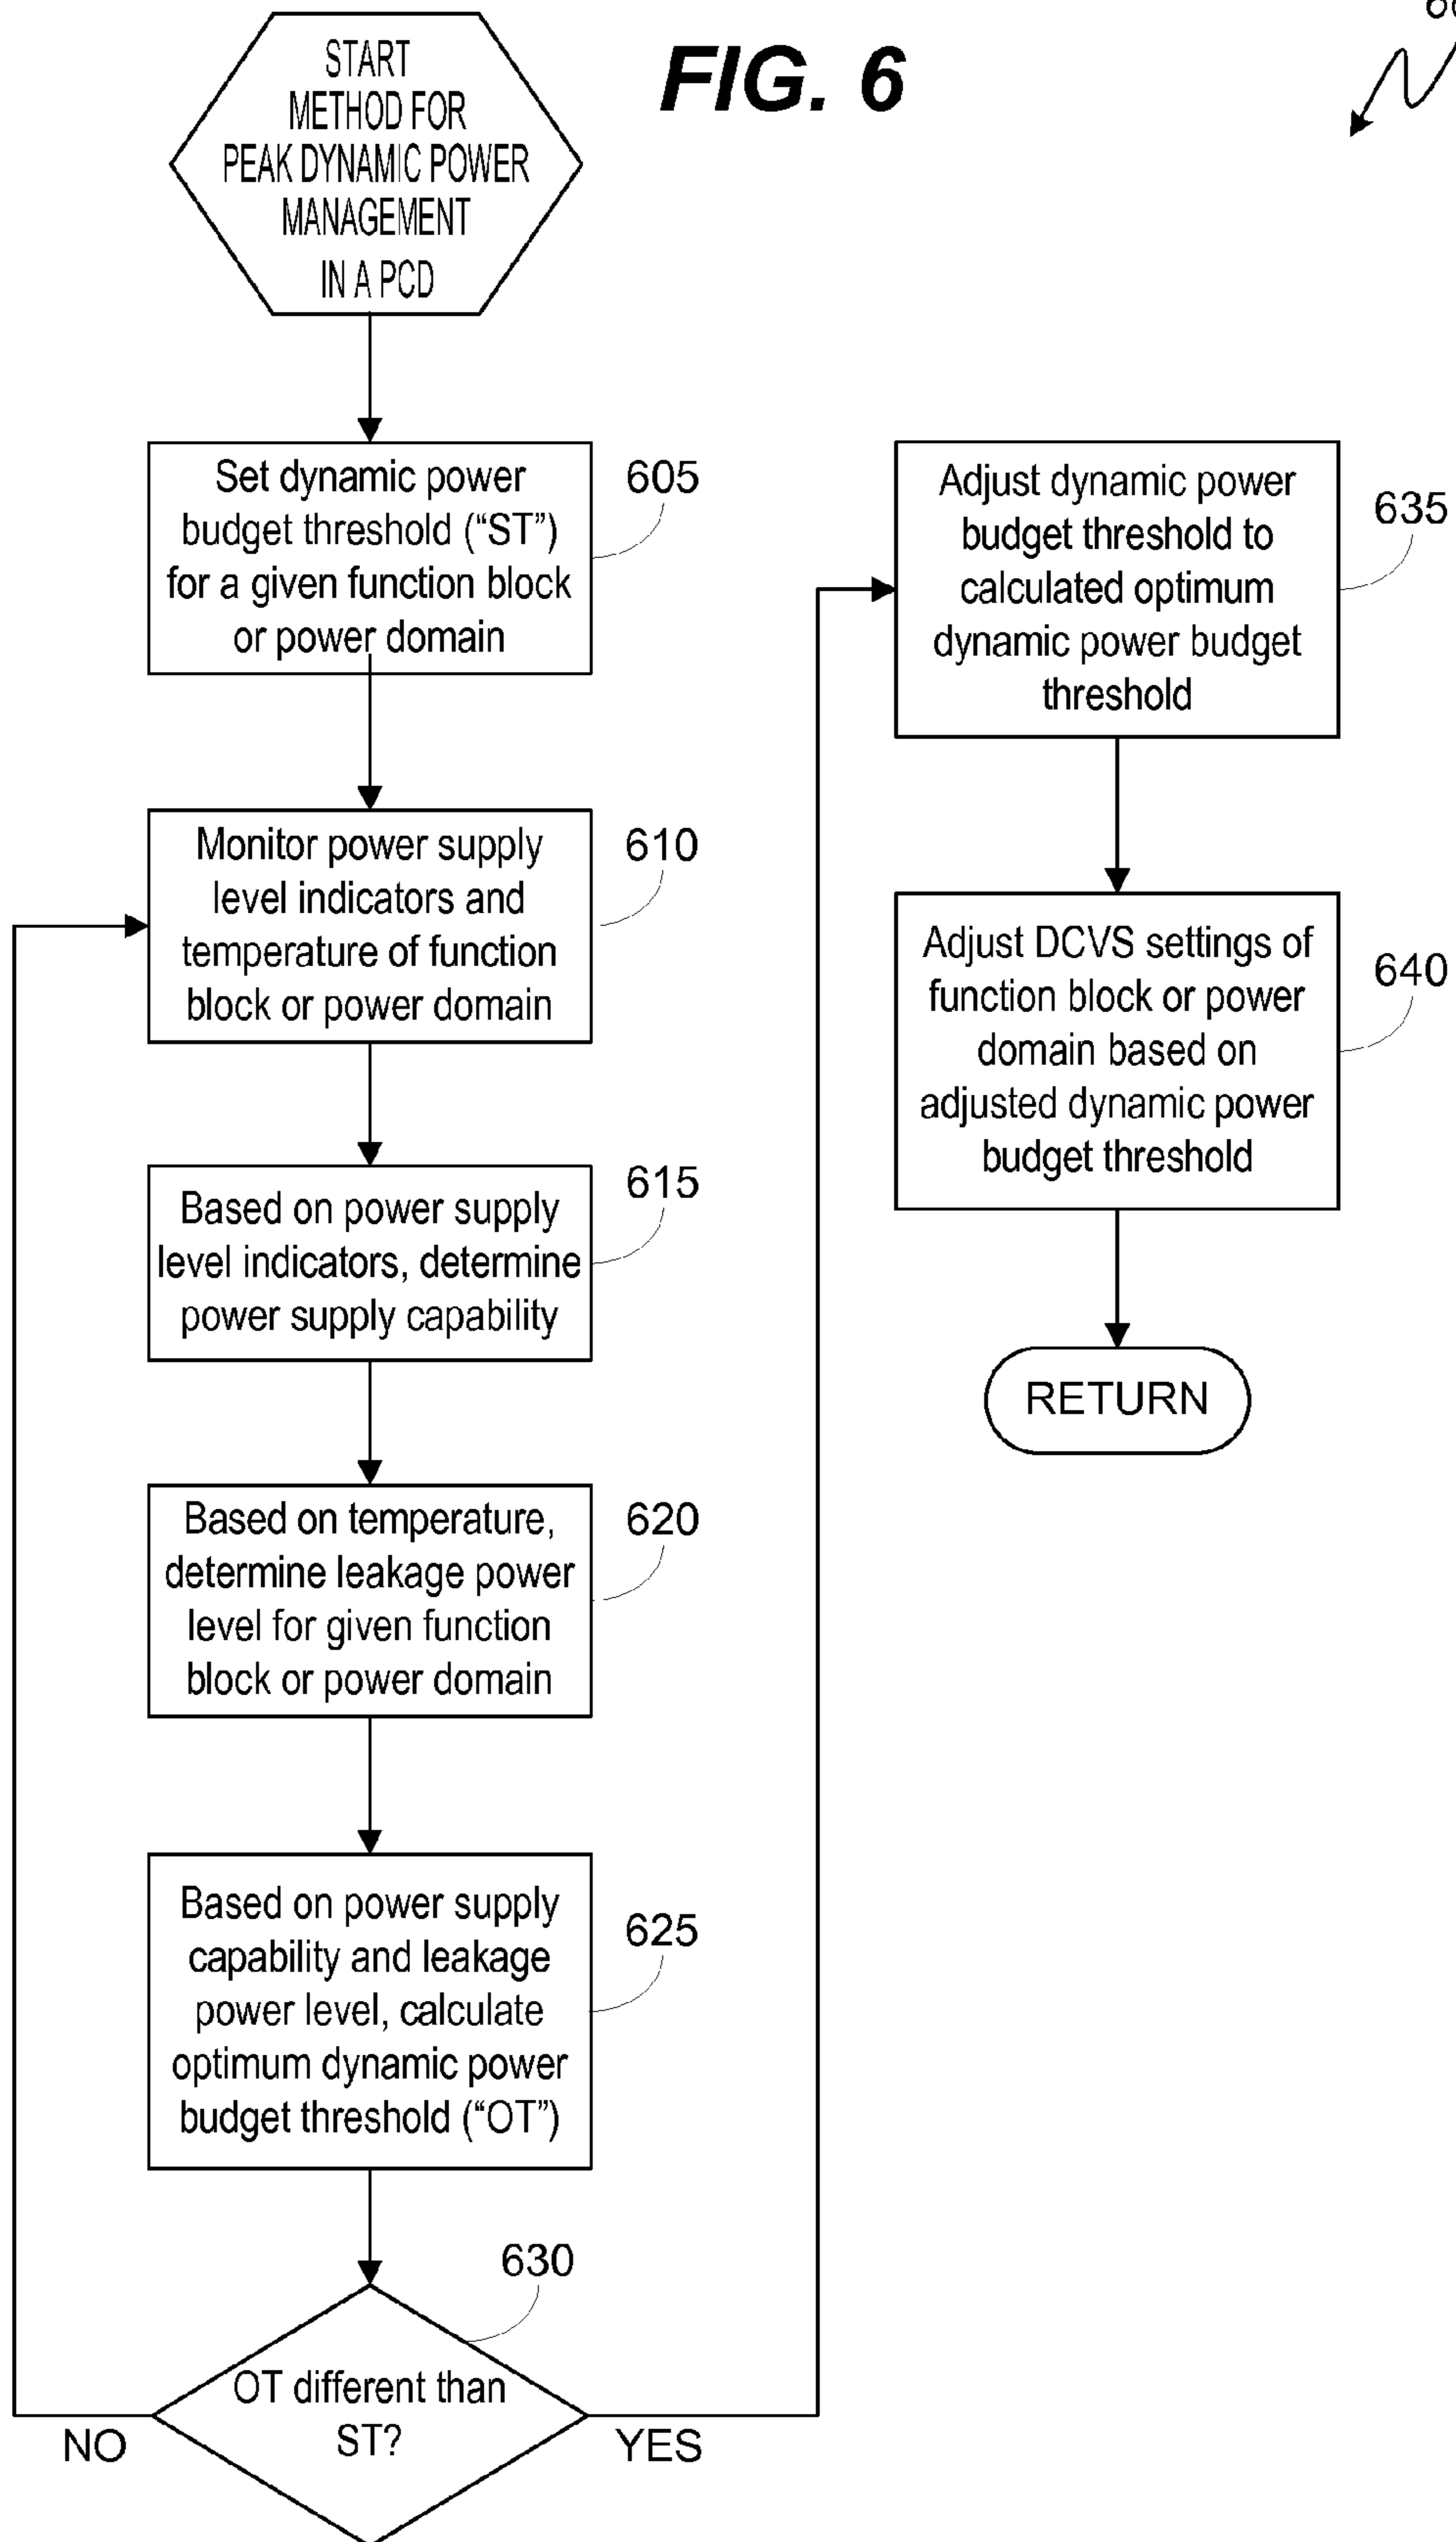 START
METHOD FOR
PEAK DYNAMIC POWER
MANAGEMENT
IN A PCD
FIG. 6
Set dynamic power
budget threshold (“ST”)
for a given function block
or power domain
605
Monitor power supply
level indicators and
temperature of function
block or power domain
610
Based on power supply
level indicators, determine
power supply capability
615
Based on temperature,
determine leakage power
level for given function
block or power domain
620
Based on power supply
capability and leakage
power level, calculate
optimum dynamic power
budget threshold (“OT”)
625
630
OT different than
ST?
NO
YES
Adjust dynamic power
budget threshold to
calculated optimum
dynamic power budget
threshold
635
Adjust DCVS settings of
function block or power
domain based on
adjusted dynamic power
budget threshold
640
RETURN